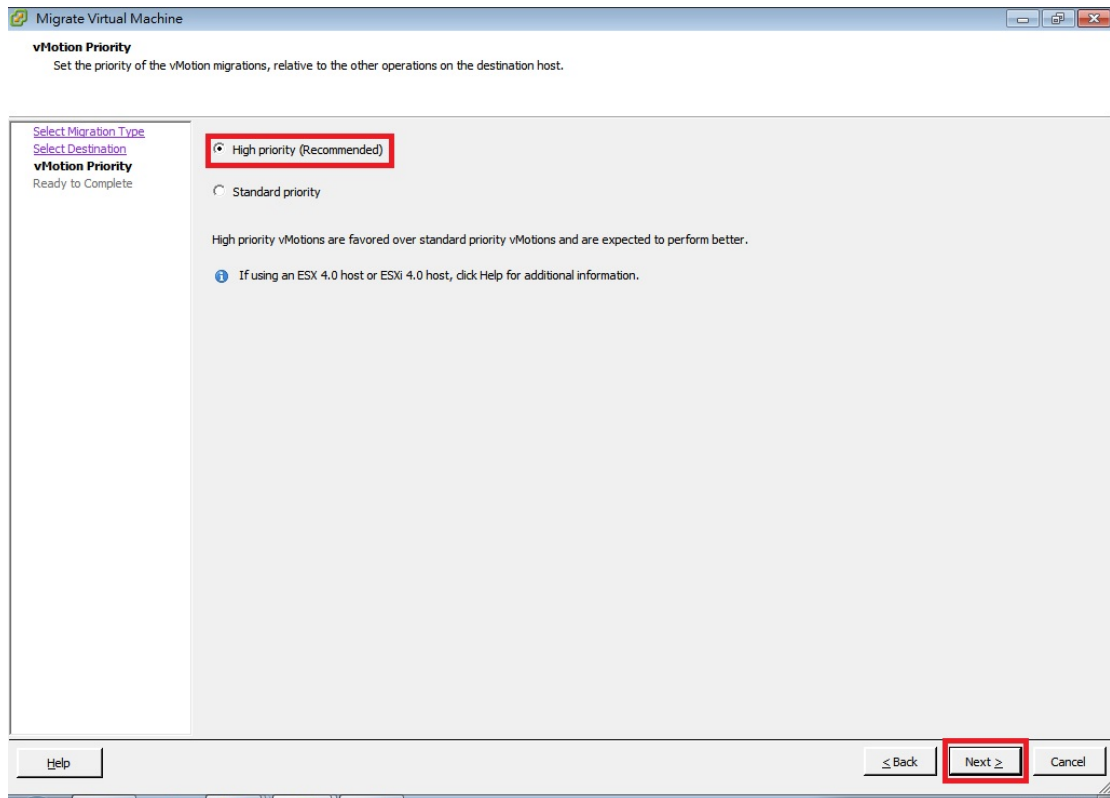 Migrate Virtual Machine
vMotion Priority
Set the priority of the vMotion migrations, relative to the other operations on the destination host.
Select Migration Type
Select Destination
vMotion Priority
Ready to Complete
High priority (Recommended)
Standard priority
High priority vMotions are favored over standard priority vMotions and are expected to perform better.
If using an ESX 4.0 host or ESXi 4.0 host, click Help for additional information.
Help
< Back
Next >
Cancel